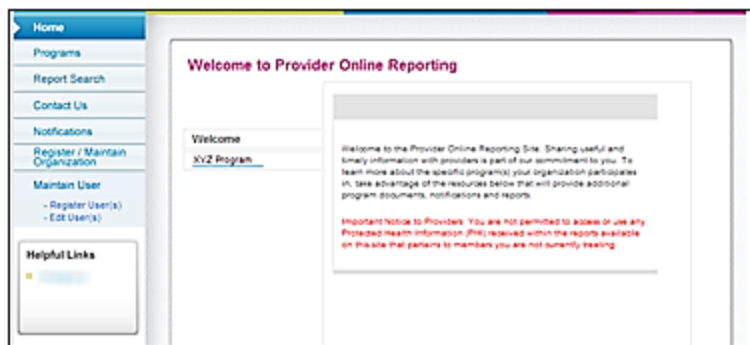 Home
Programs
Report Search
Contact Us
Notifications
Register / Maintain
Organization
Maintain User
- Register User(s)
- Edit User(s)
Helpful Links
Welcome to Provider Online Reporting
Welcome
XYZ Program
Welcome to the Provider Online Reporting Site. Sharing useful and
timely information with providers is part of our commitment to you. To
learn more about the specific program(s) your organization participates
in, take advantage of the resources below that will provide additional
program documents, notifications and reports.
Important Notice to Providers: You are not permitted to access or use any
Protected Health Information (PHI) received within the reports available
on this site that pertains to members you are not currently treating.